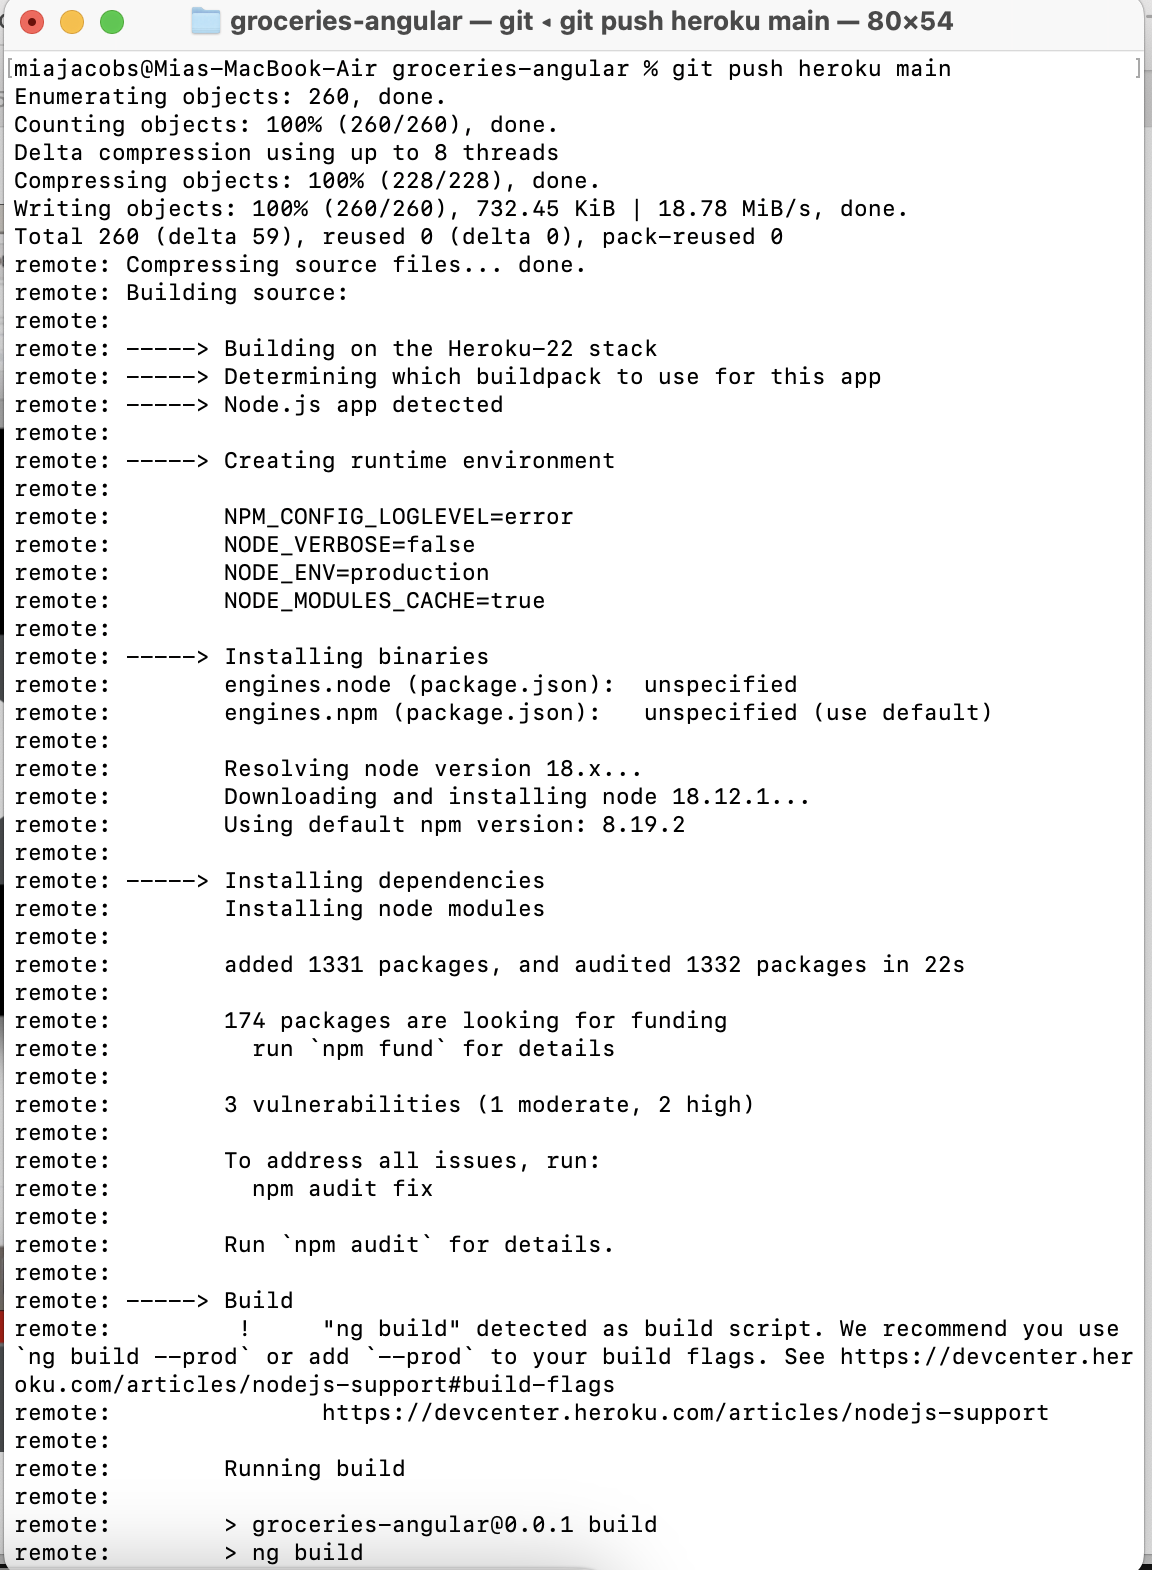 groceries-angular — git ◂ git push heroku main — 80×54
[miajacobs@Mias-MacBook-Air groceries-angular % git push heroku main ]
Enumerating objects: 260, done.
Counting objects: 100% (260/260), done.
Delta compression using up to 8 threads
Compressing objects: 100% (228/228), done.
Writing objects: 100% (260/260), 732.45 KiB | 18.78 MiB/s, done.
Total 260 (delta 59), reused 0 (delta 0), pack-reused 0
remote: Compressing source files... done.
remote: Building source:
remote:
remote: -----> Building on the Heroku-22 stack
remote: -----> Determining which buildpack to use for this app
remote: -----> Node.js app detected
remote:
remote: -----> Creating runtime environment
remote:
remote:        NPM_CONFIG_LOGLEVEL=error
remote:        NODE_VERBOSE=false
remote:        NODE_ENV=production
remote:        NODE_MODULES_CACHE=true
remote:
remote: -----> Installing binaries
remote:        engines.node (package.json):  unspecified
remote:        engines.npm (package.json):   unspecified (use default)
remote:
remote:        Resolving node version 18.x...
remote:        Downloading and installing node 18.12.1...
remote:        Using default npm version: 8.19.2
remote:
remote: -----> Installing dependencies
remote:        Installing node modules
remote:
remote:        added 1331 packages, and audited 1332 packages in 22s
remote:
remote:        174 packages are looking for funding
remote:          run `npm fund` for details
remote:
remote:        3 vulnerabilities (1 moderate, 2 high)
remote:
remote:        To address all issues, run:
remote:          npm audit fix
remote:
remote:        Run `npm audit` for details.
remote:
remote: -----> Build
remote:         !     "ng build" detected as build script. We recommend you use
`ng build --prod` or add `--prod` to your build flags. See https://devcenter.her
oku.com/articles/nodejs-support#build-flags
remote:               https://devcenter.heroku.com/articles/nodejs-support
remote:
remote:        Running build
remote:
remote:        > groceries-angular@0.0.1 build
remote:        > ng build